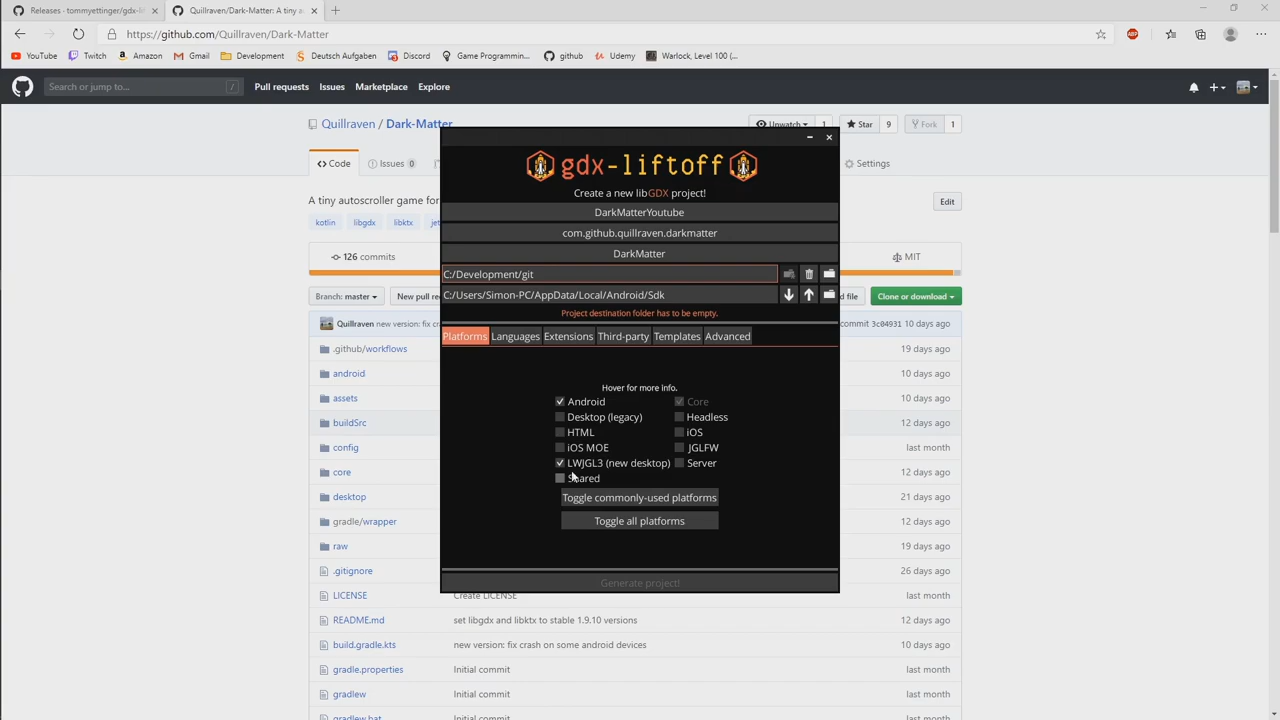 Releases - tommyettinger/gdx-li
Quillraven/Dark-Matter: A tiny a
https://github.com/Quillraven/Dark-Matter
YouTube Twitch Amazon Gmail Development Deutsch Aufgaben Discord Game Programmin... github Udemy Warlock, Level 100 (...
Search or jump to... /
Pull requests Issues Marketplace Explore
Quillraven / Dark-Matter
Unwatch 1 Star 9 Fork 1
Code Issues 0 Settings
A tiny autoscroller game for
Edit
kotlin libgdx libktx
126 commits
MIT
Branch: master New pull re
Clone or download
Quillraven new version: fix cr
commit 3c04931 10 days ago
.github/workflows 19 days ago
android 10 days ago
assets 10 days ago
buildSrc 12 days ago
config last month
core 12 days ago
desktop 21 days ago
gradle/wrapper 12 days ago
raw 19 days ago
.gitignore 26 days ago
LICENSE Create LICENSE last month
README.md set libgdx and libktx to stable 1.9.10 versions 12 days ago
build.gradle.kts new version: fix crash on some android devices 10 days ago
gradle.properties Initial commit last month
gradlew Initial commit last month
gradlew.bat Initial commit last month
gdx-liftoff
Create a new libGDX project!
DarkMatterYoutube
com.github.quillraven.darkmatter
DarkMatter
C:/Development/git
C:/Users/Simon-PC/AppData/Local/Android/Sdk
Project destination folder has to be empty.
Platforms Languages Extensions Third-party Templates Advanced
Hover for more info.
Android Core
Desktop (legacy) Headless
HTML iOS
iOS MOE JGLFW
LWJGL3 (new desktop) Server
Shared
Toggle commonly-used platforms
Toggle all platforms
Generate project!